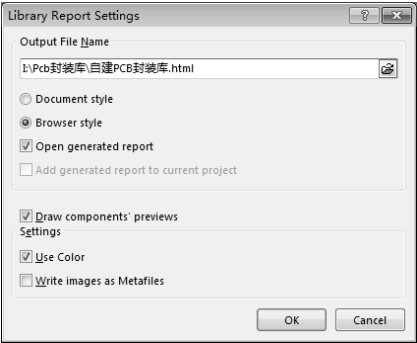 Library Report Settings
Output File Name
I:\Pcb封装库\自建PCB封装库.html
Document style
Browser style
Open generated report
Add generated report to current project
Draw components' previews
Settings
Use Color
Write images as Metafiles
OK Cancel